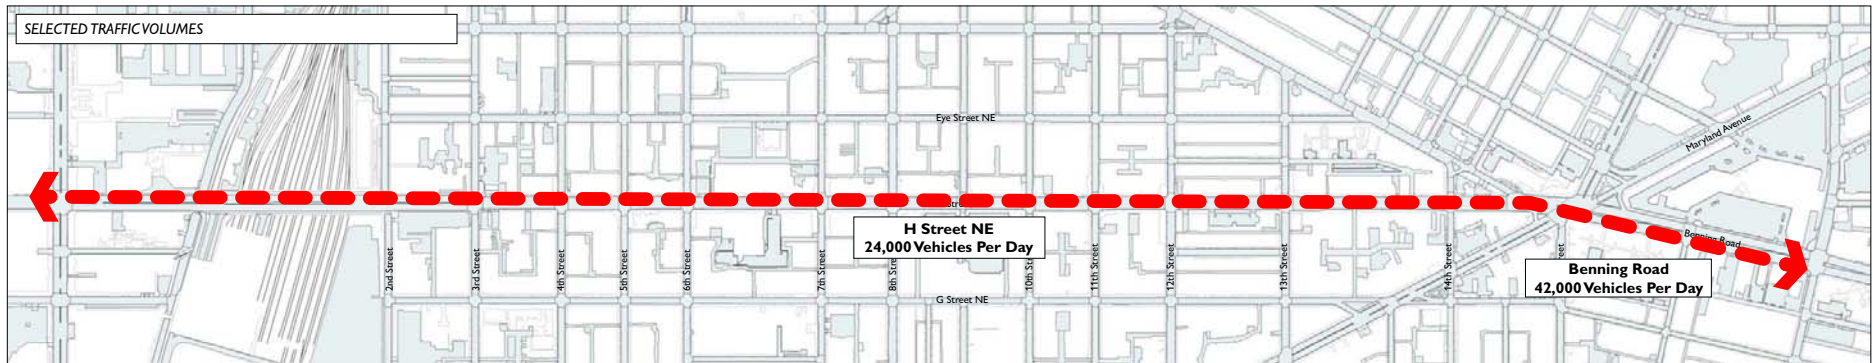 SELECTED TRAFFIC VOLUMES
Eye Street NE
Maryland Avenue
H Street NE
24,000 Vehicles Per Day
Benning Road
Benning Road
42,000 Vehicles Per Day
2nd Street
3rd Street
4th Street
5th Street
6th Street
7th Street
8th Street
10th St
11th Street
12th Street
13th Street
14th Street
G Street NE